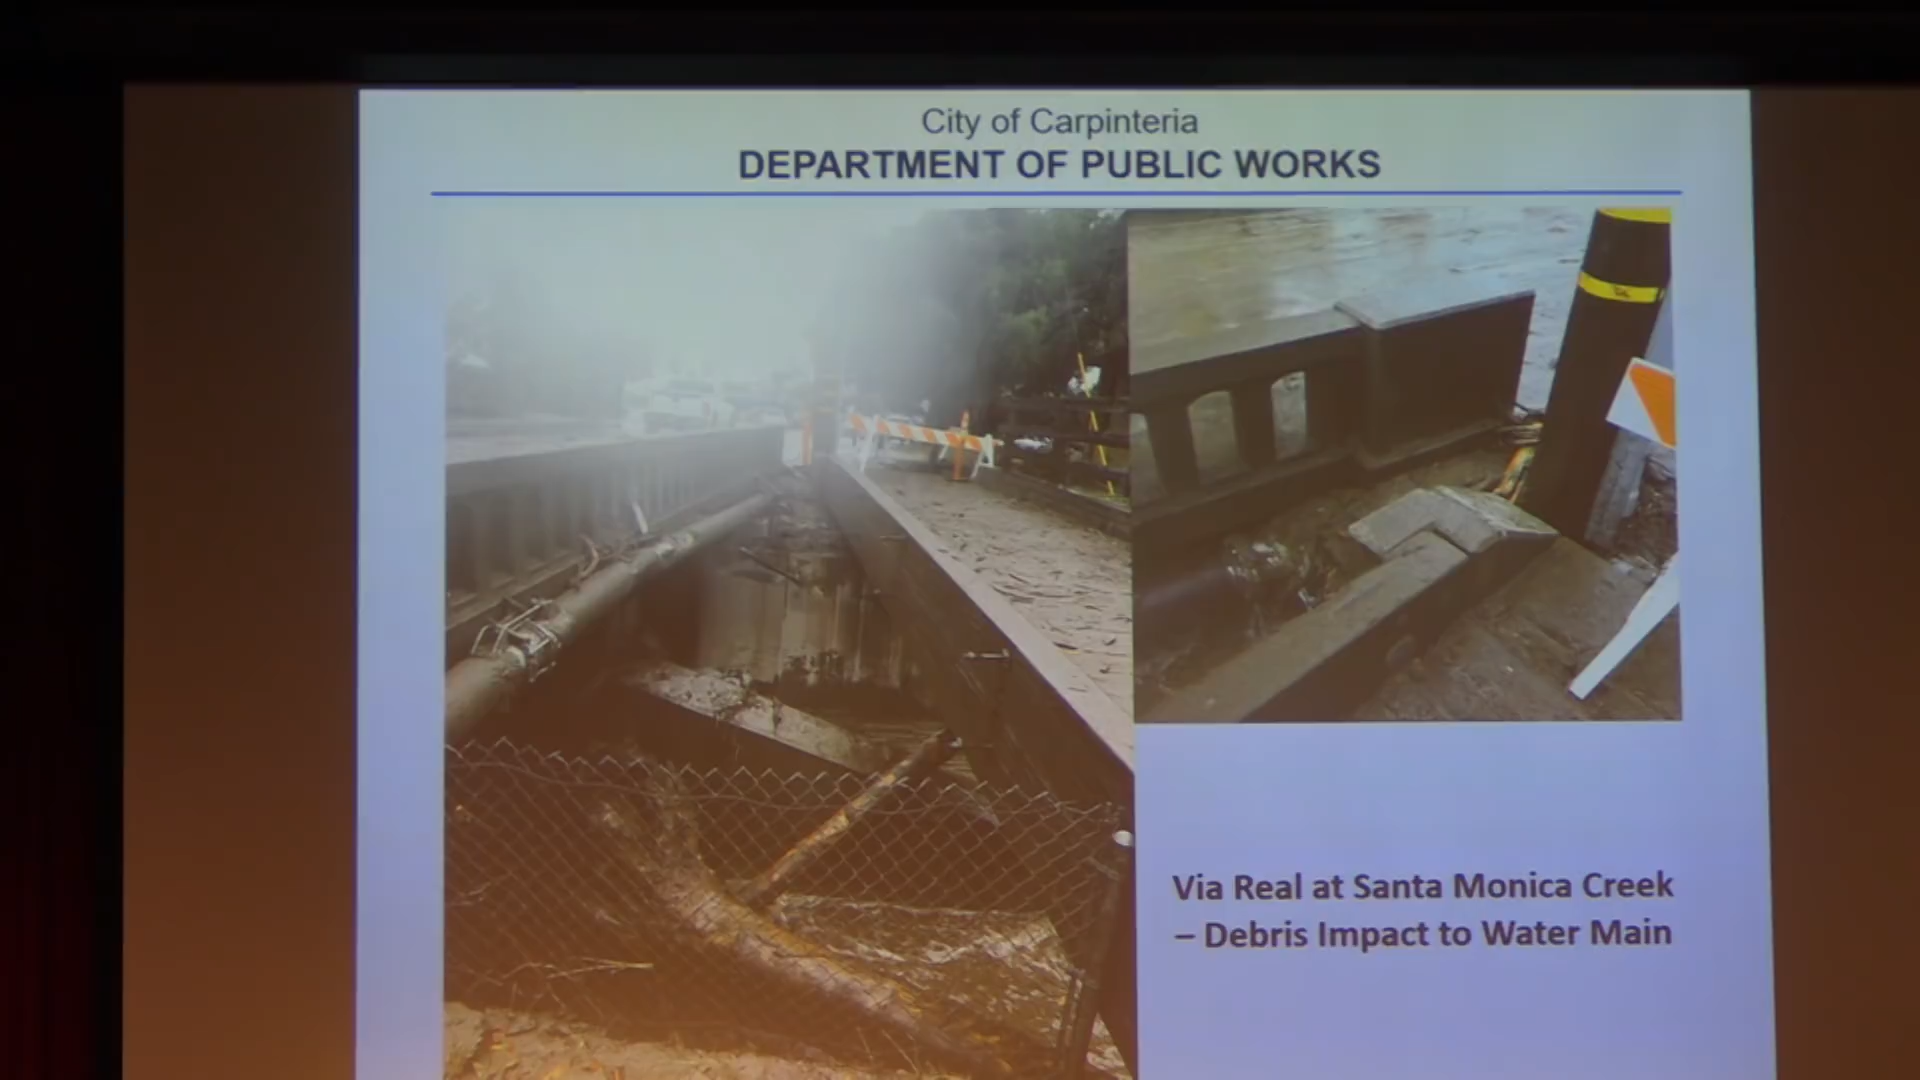 City of Carpinteria
DEPARTMENT OF PUBLIC WORKS
Via Real at Santa Monica Creek
– Debris Impact to Water Main